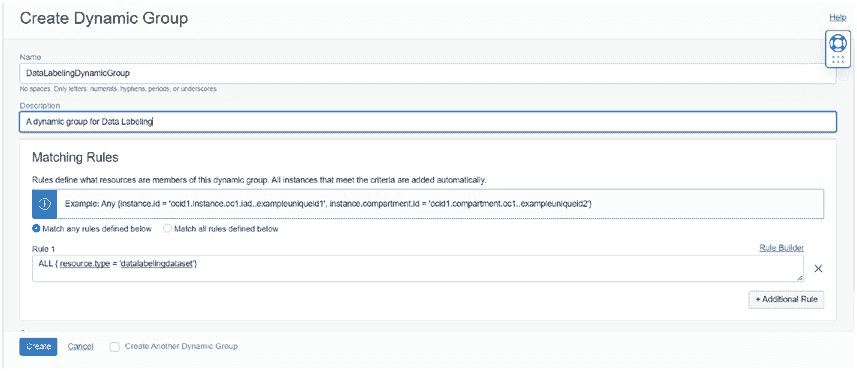 Create Dynamic Group
Help
Name
DataLabelingDynamicGroup
No spaces. Only letters, numerals, hyphens, periods, or underscores.
Description
A dynamic group for Data Labeling
Matching Rules
Rules define what resources are members of this dynamic group. All instances that meet the criteria are added automatically.
Example: Any {instance.id = 'ocid1.instance.oc1.iad..exampleuniqueid1', instance.compartment.id = 'ocid1.compartment.oc1..exampleuniqueid2'}
Match any rules defined below Match all rules defined below
Rule 1 Rule Builder
ALL { resource.type = 'datalabelingdataset'}
+ Additional Rule
Create Cancel Create Another Dynamic Group